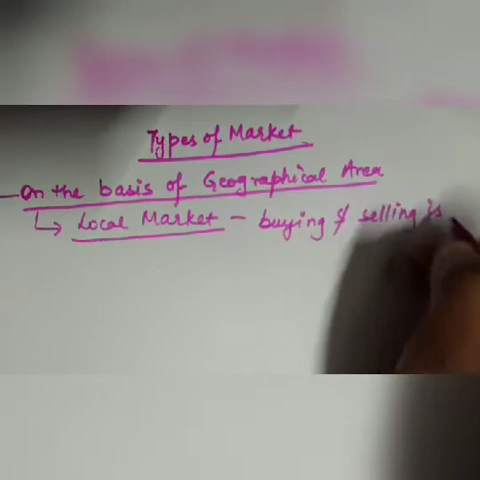 Types of Market
On the basis of Geographical Area
Local Market - buying & selling is